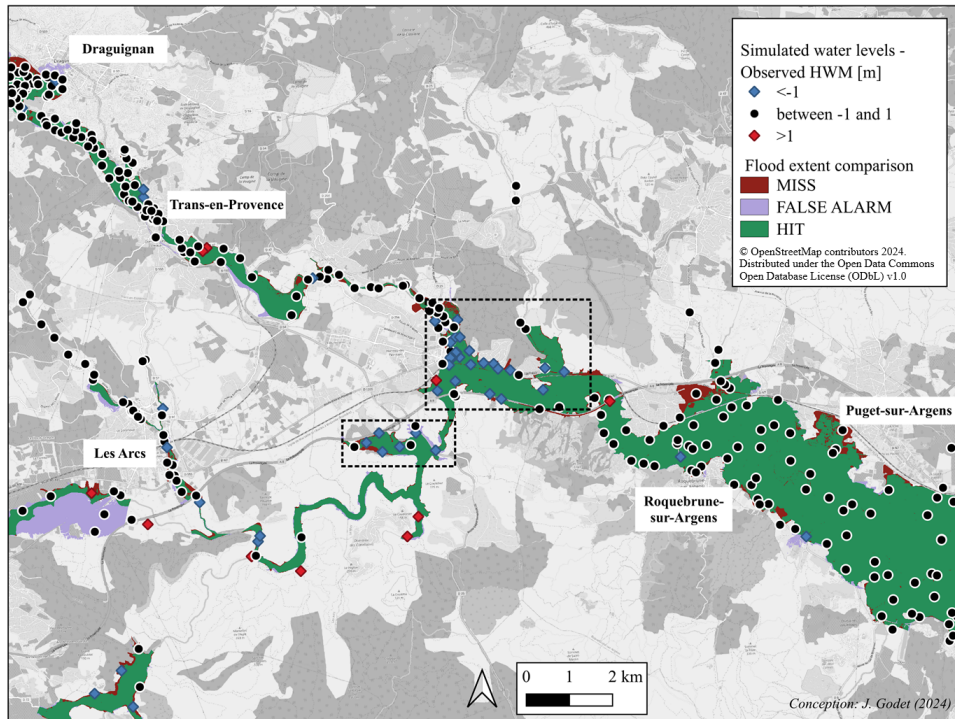 Draguignan
Trans-en-Provence
Les Arcs
Puget-sur-Argens
Roquebrune-
sur-Argens
Simulated water levels -
Observed HWM [m]
<-1
between -1 and 1
>1
Flood extent comparison
MISS
FALSE ALARM
HIT
© OpenStreetMap contributors 2024.
Distributed under the Open Data Commons
Open Database License (ODbL) v1.0
0 1 2 km
Conception: J. Godet (2024)